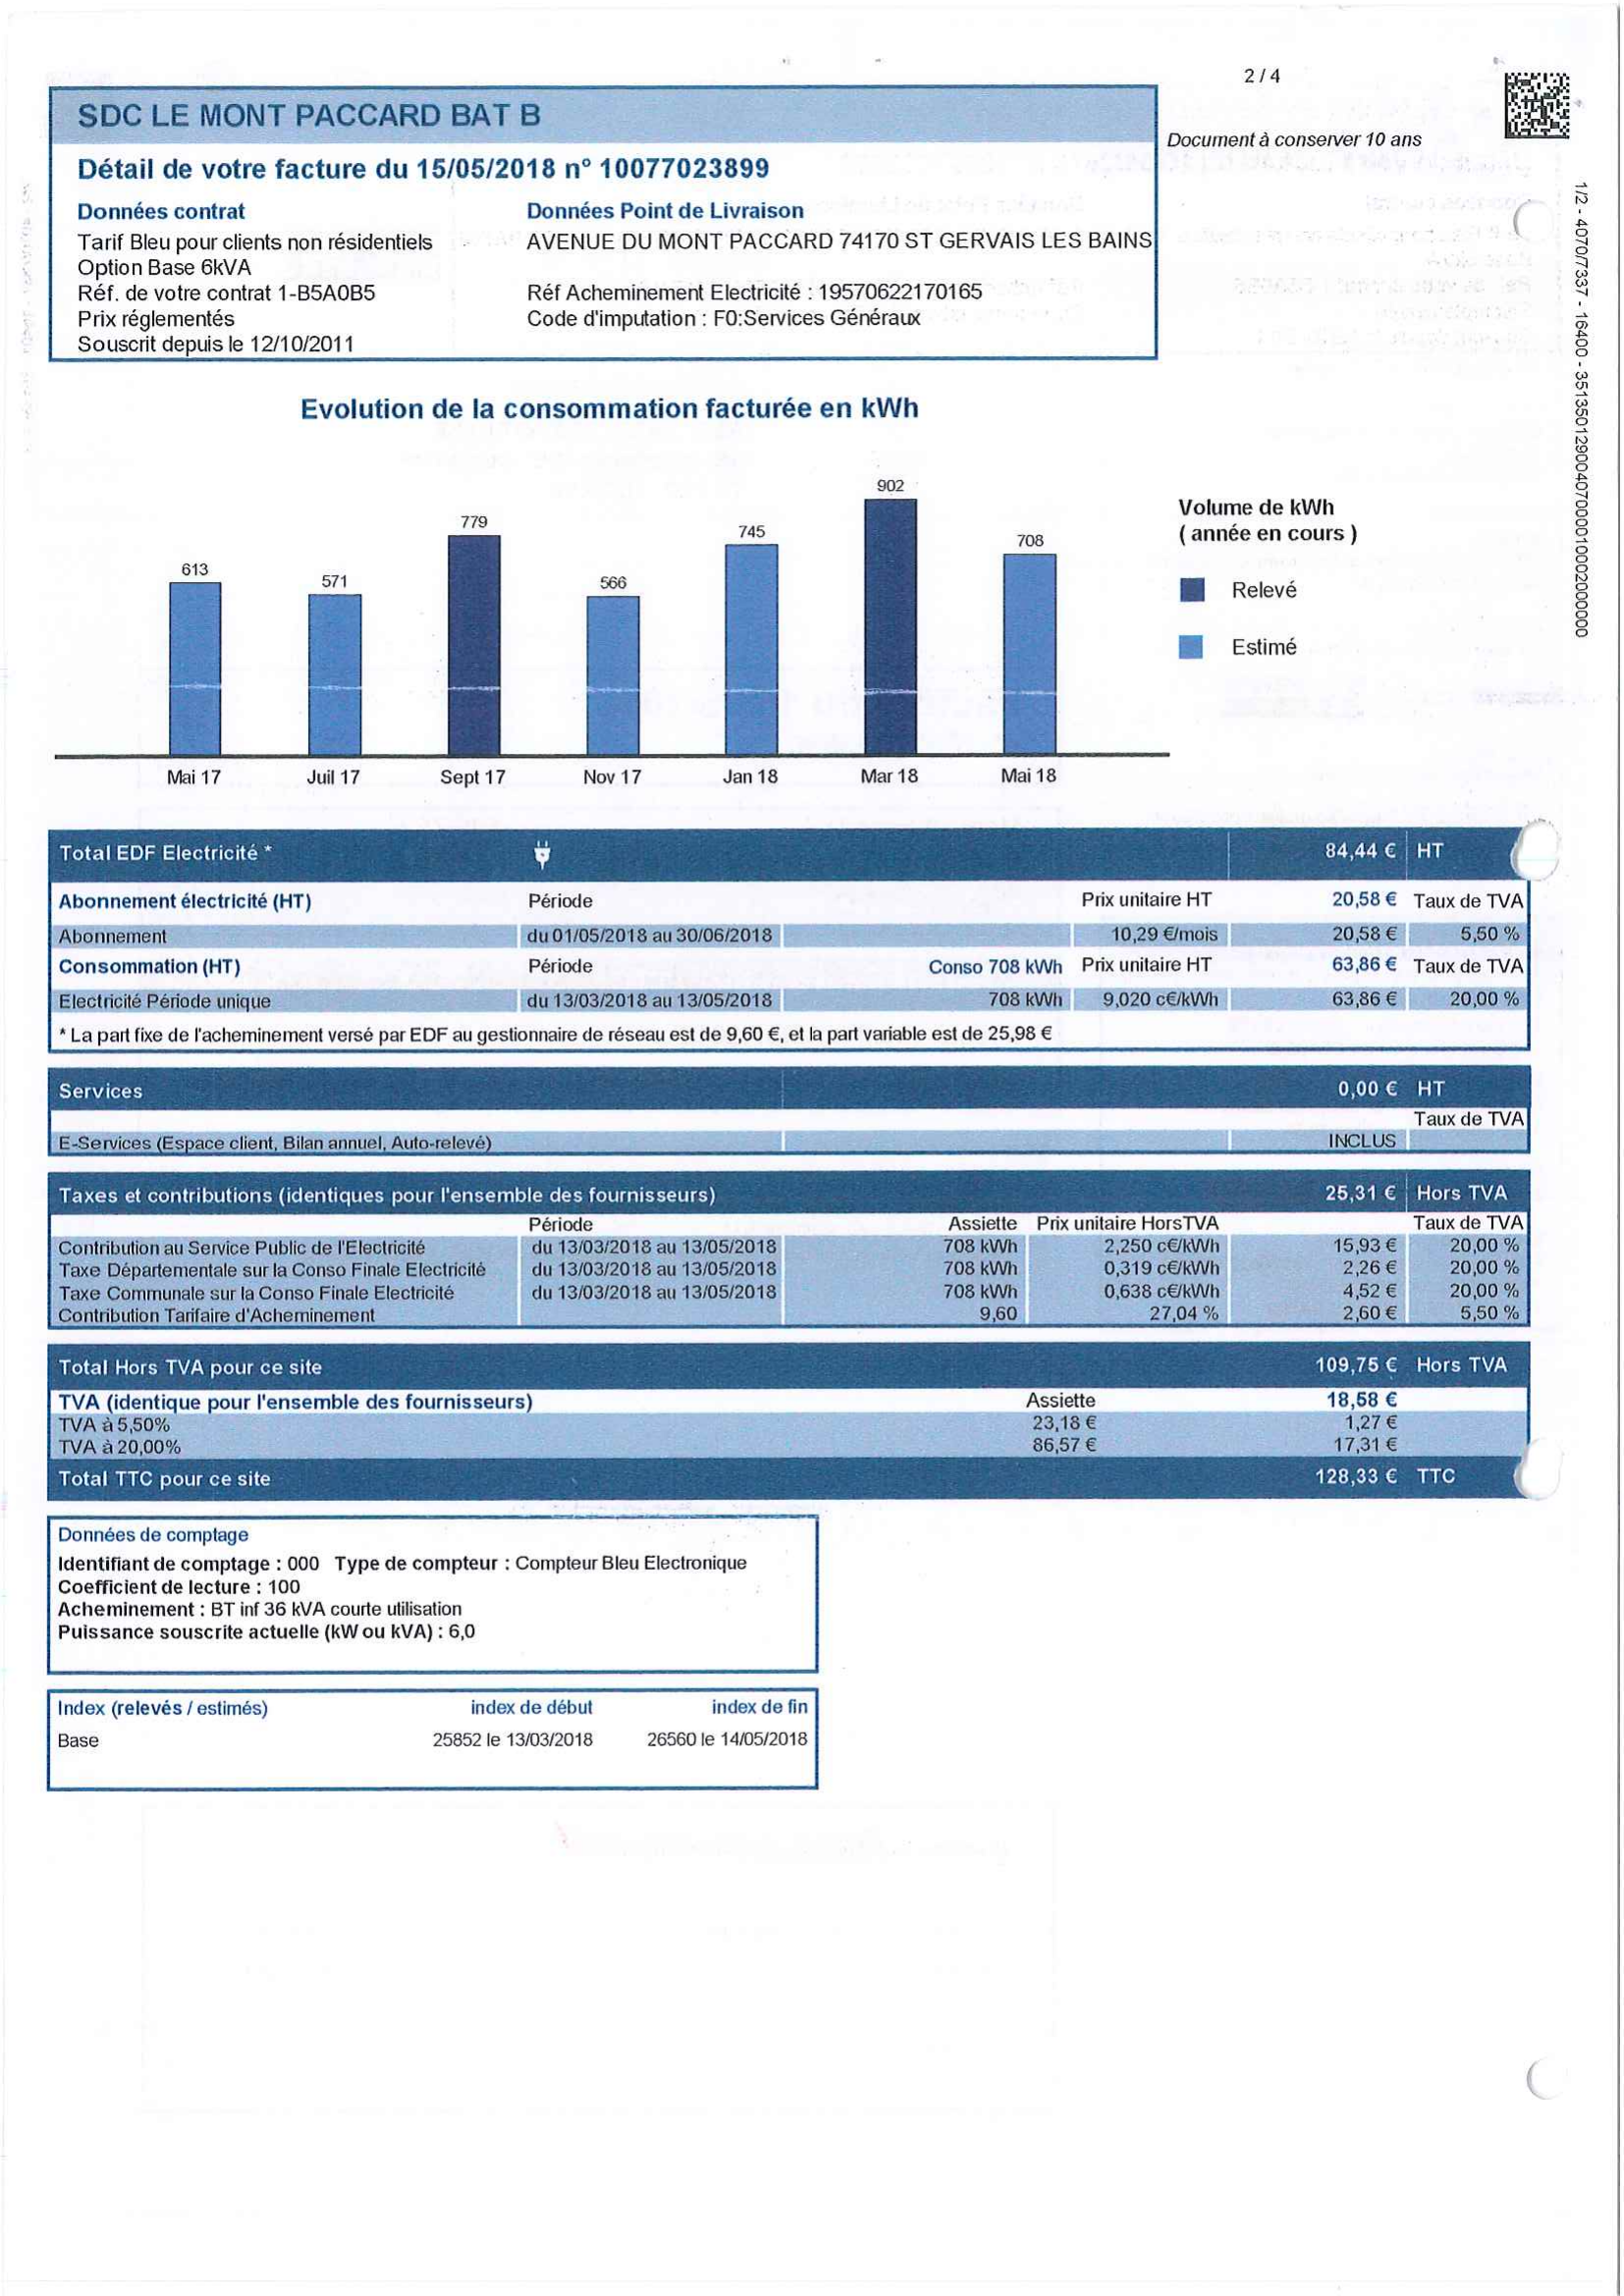 2 / 4
SDC LE MONT PACCARD BAT B
Document à conserver 10 ans
Détail de votre facture du 15/05/2018 n° 10077023899
Données contrat
Tarif Bleu pour clients non résidentiels
Option Base 6kVA
Réf. de votre contrat 1-B5A0B5
Prix réglementés
Souscrit depuis le 12/10/2011
Données Point de Livraison
AVENUE DU MONT PACCARD 74170 ST GERVAIS LES BAINS
Réf Acheminement Electricité : 19570622170165
Code d'imputation : F0:Services Généraux
1/2 - 4070/7337 - 16400 - 3513501290040700001000200000
Evolution de la consommation facturée en kWh
613 571 779 566 745 902 708
Mai 17 Juil 17 Sept 17 Nov 17 Jan 18 Mar 18 Mai 18
Volume de kWh
( année en cours )
Relevé
Estimé
Total EDF Electricité * 84,44 € HT
Abonnement électricité (HT) Période Prix unitaire HT 20,58 € Taux de TVA
Abonnement du 01/05/2018 au 30/06/2018 10,29 €/mois 20,58 € 5,50 %
Consommation (HT) Période Conso 708 kWh Prix unitaire HT 63,86 € Taux de TVA
Electricité Période unique du 13/03/2018 au 13/05/2018 708 kWh 9,020 c€/kWh 63,86 € 20,00 %
* La part fixe de l'acheminement versé par EDF au gestionnaire de réseau est de 9,60 €, et la part variable est de 25,98 €
Services 0,00 € HT
Taux de TVA
E-Services (Espace client, Bilan annuel, Auto-relevé) INCLUS
Taxes et contributions (identiques pour l'ensemble des fournisseurs) 25,31 € Hors TVA
Période Assiette Prix unitaire HorsTVA Taux de TVA
Contribution au Service Public de l'Electricité du 13/03/2018 au 13/05/2018 708 kWh 2,250 c€/kWh 15,93 € 20,00 %
Taxe Départementale sur la Conso Finale Electricité du 13/03/2018 au 13/05/2018 708 kWh 0,319 c€/kWh 2,26 € 20,00 %
Taxe Communale sur la Conso Finale Electricité du 13/03/2018 au 13/05/2018 708 kWh 0,638 c€/kWh 4,52 € 20,00 %
Contribution Tarifaire d'Acheminement 9,60 27,04 % 2,60 € 5,50 %
Total Hors TVA pour ce site 109,75 € Hors TVA
TVA (identique pour l'ensemble des fournisseurs) Assiette 18,58 €
TVA à 5,50% 23,18 € 1,27 €
TVA à 20,00% 86,57 € 17,31 €
Total TTC pour ce site 128,33 € TTC
Données de comptage
Identifiant de comptage : 000 Type de compteur : Compteur Bleu Electronique
Coefficient de lecture : 100
Acheminement : BT inf 36 kVA courte utilisation
Puissance souscrite actuelle (kW ou kVA) : 6,0
Index (relevés / estimés) index de début index de fin
Base 25852 le 13/03/2018 26560 le 14/05/2018